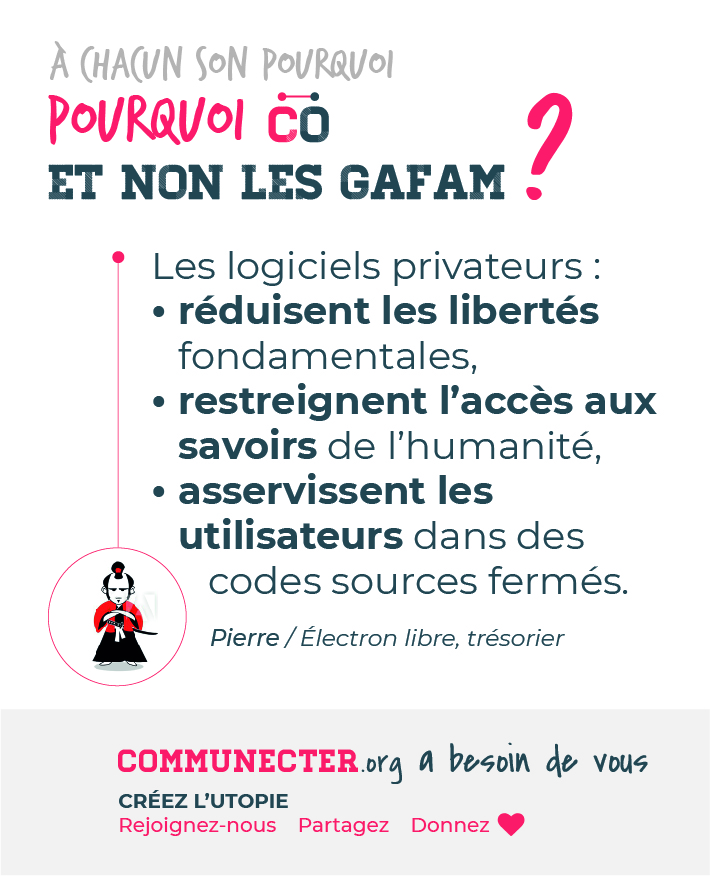 À CHACUN SON POURQUOI
POURQUOI CO
ET NON LES GAFAM ?
Les logiciels privateurs :
• réduisent les libertés
fondamentales,
• restreignent l’accès aux
savoirs de l’humanité,
• asservissent les
utilisateurs dans des
codes sources fermés.
Pierre / Électron libre, trésorier
COMMUNECTER.org a besoin de vous
CRÉEZ L’UTOPIE
Rejoignez-nous Partagez Donnez